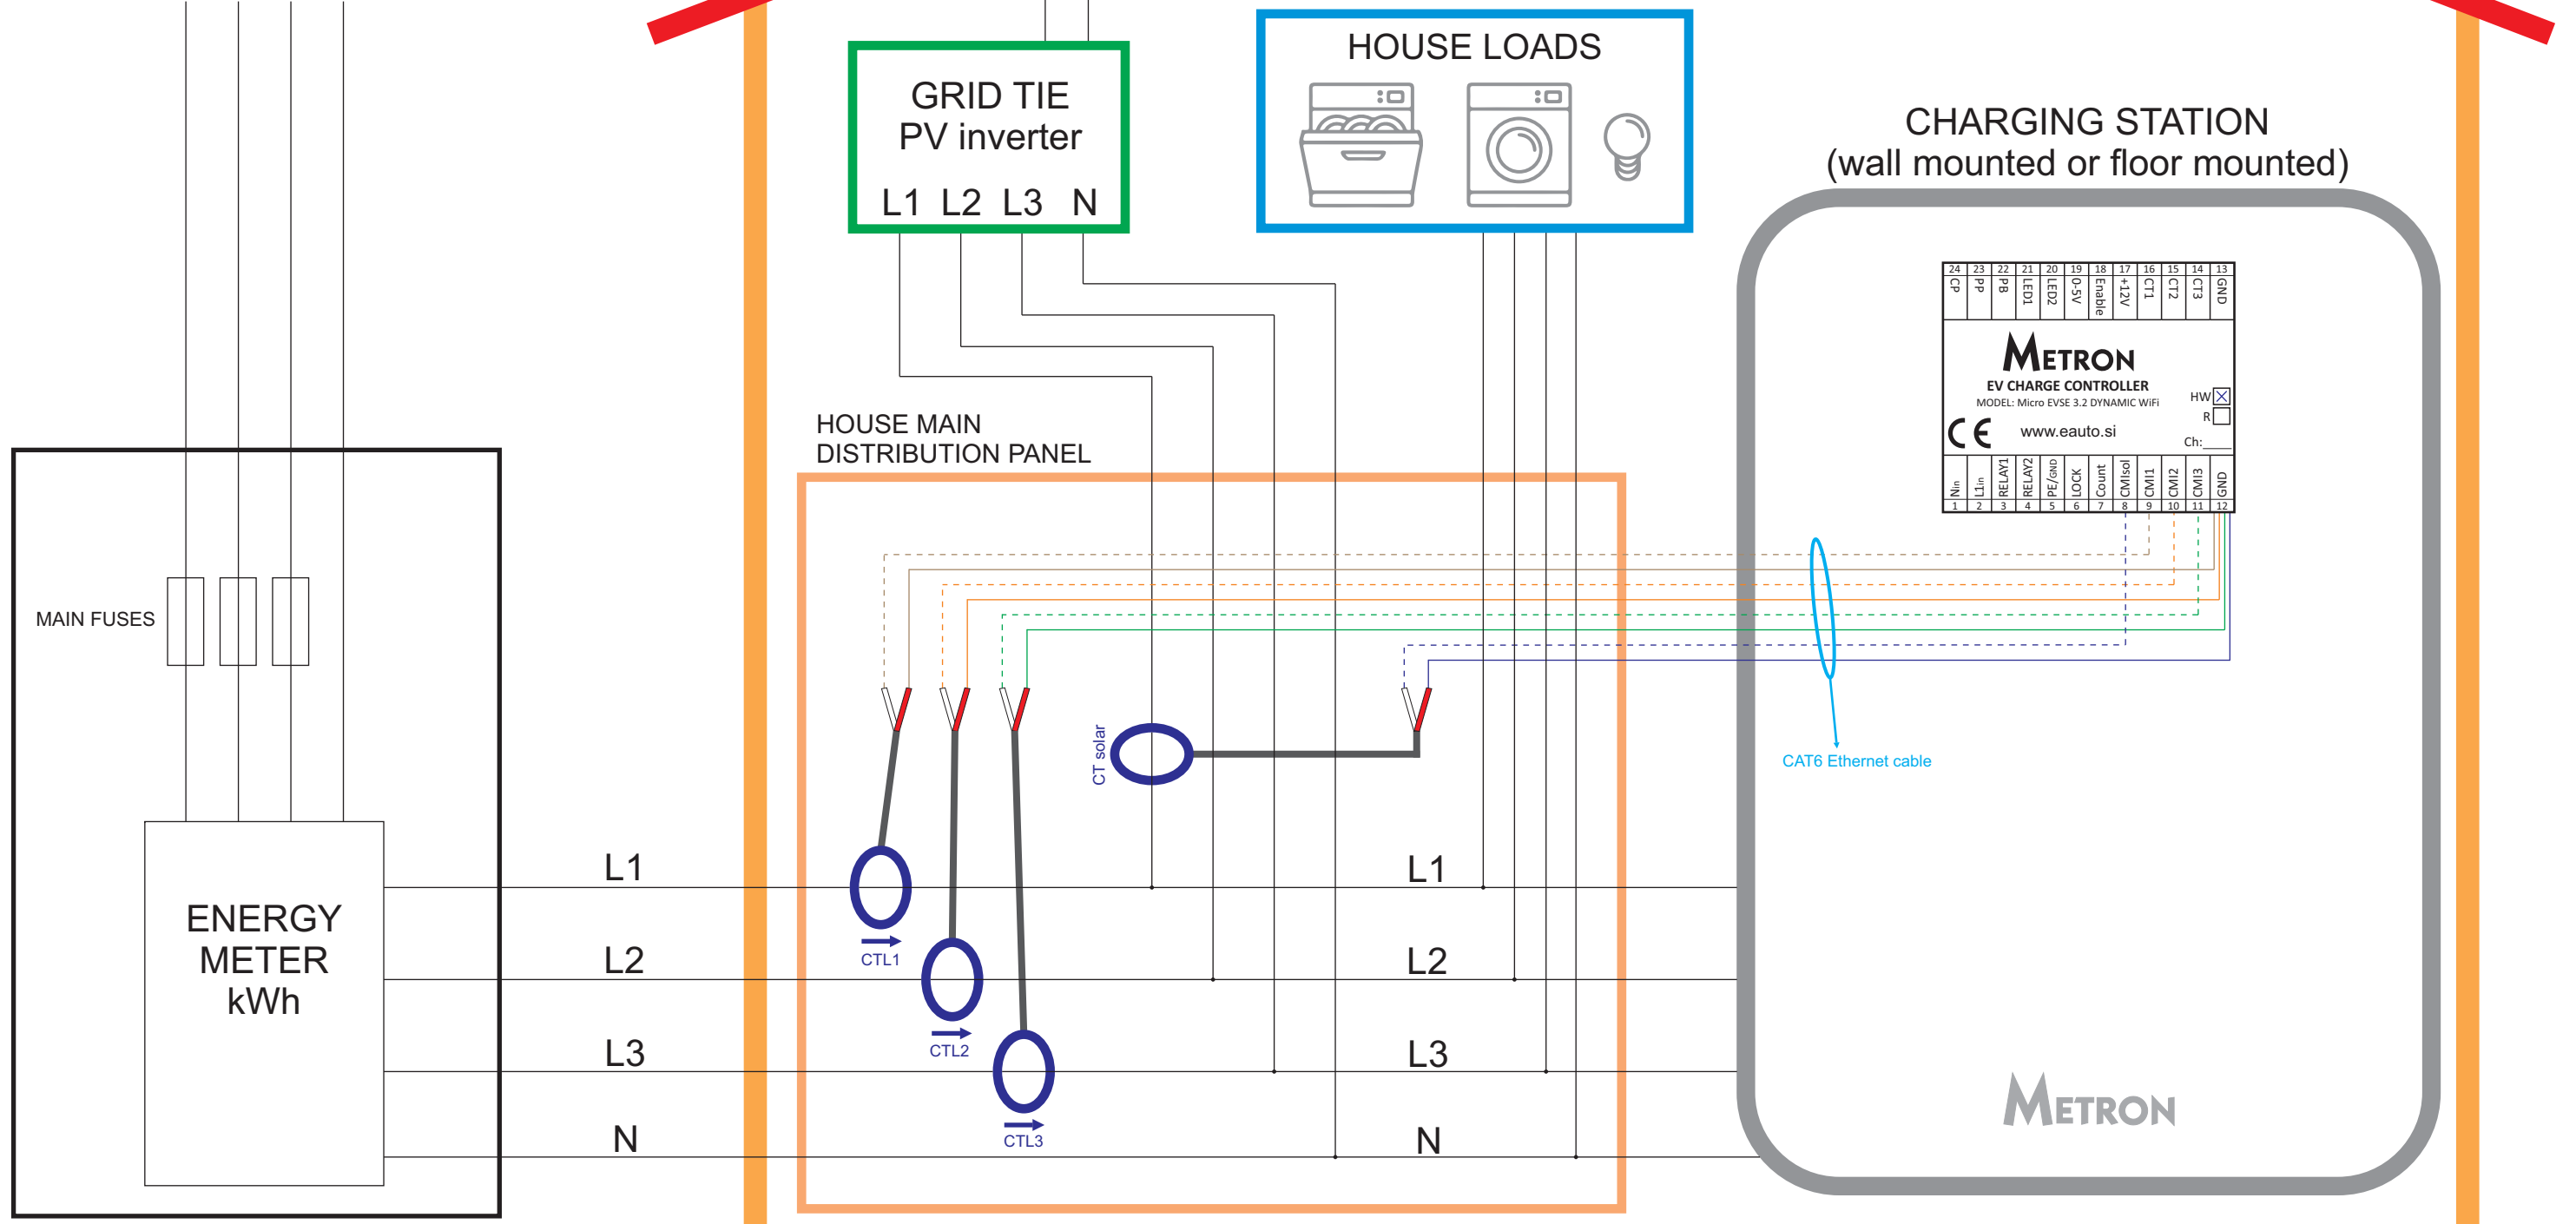 GRID TIE
PV inverter
L1 L2 L3 N
HOUSE LOADS
CHARGING STATION
(wall mounted or floor mounted)
24 23 22 21 20 19 18 17 16 15 14 13
CP PP PB LED1 LED2 0-5V Enable +12V CT1 CT2 CT3 GND
METRON
EV CHARGE CONTROLLER
MODEL: Micro EVSE 3.2 DYNAMIC WiFi
HW
R
CE
www.eauto.si
Ch:____
Nin L1in RELAY1 RELAY2 PE/GND LOCK Count CMIsol CMI1 CMI2 CMI3 GND
1 2 3 4 5 6 7 8 9 10 11 12
HOUSE MAIN
DISTRIBUTION PANEL
MAIN FUSES
CT solar
CAT6 Ethernet cable
ENERGY
METER
kWh
L1
L2
L3
N
CTL1
CTL2
CTL3
L1
L2
L3
N
METRON